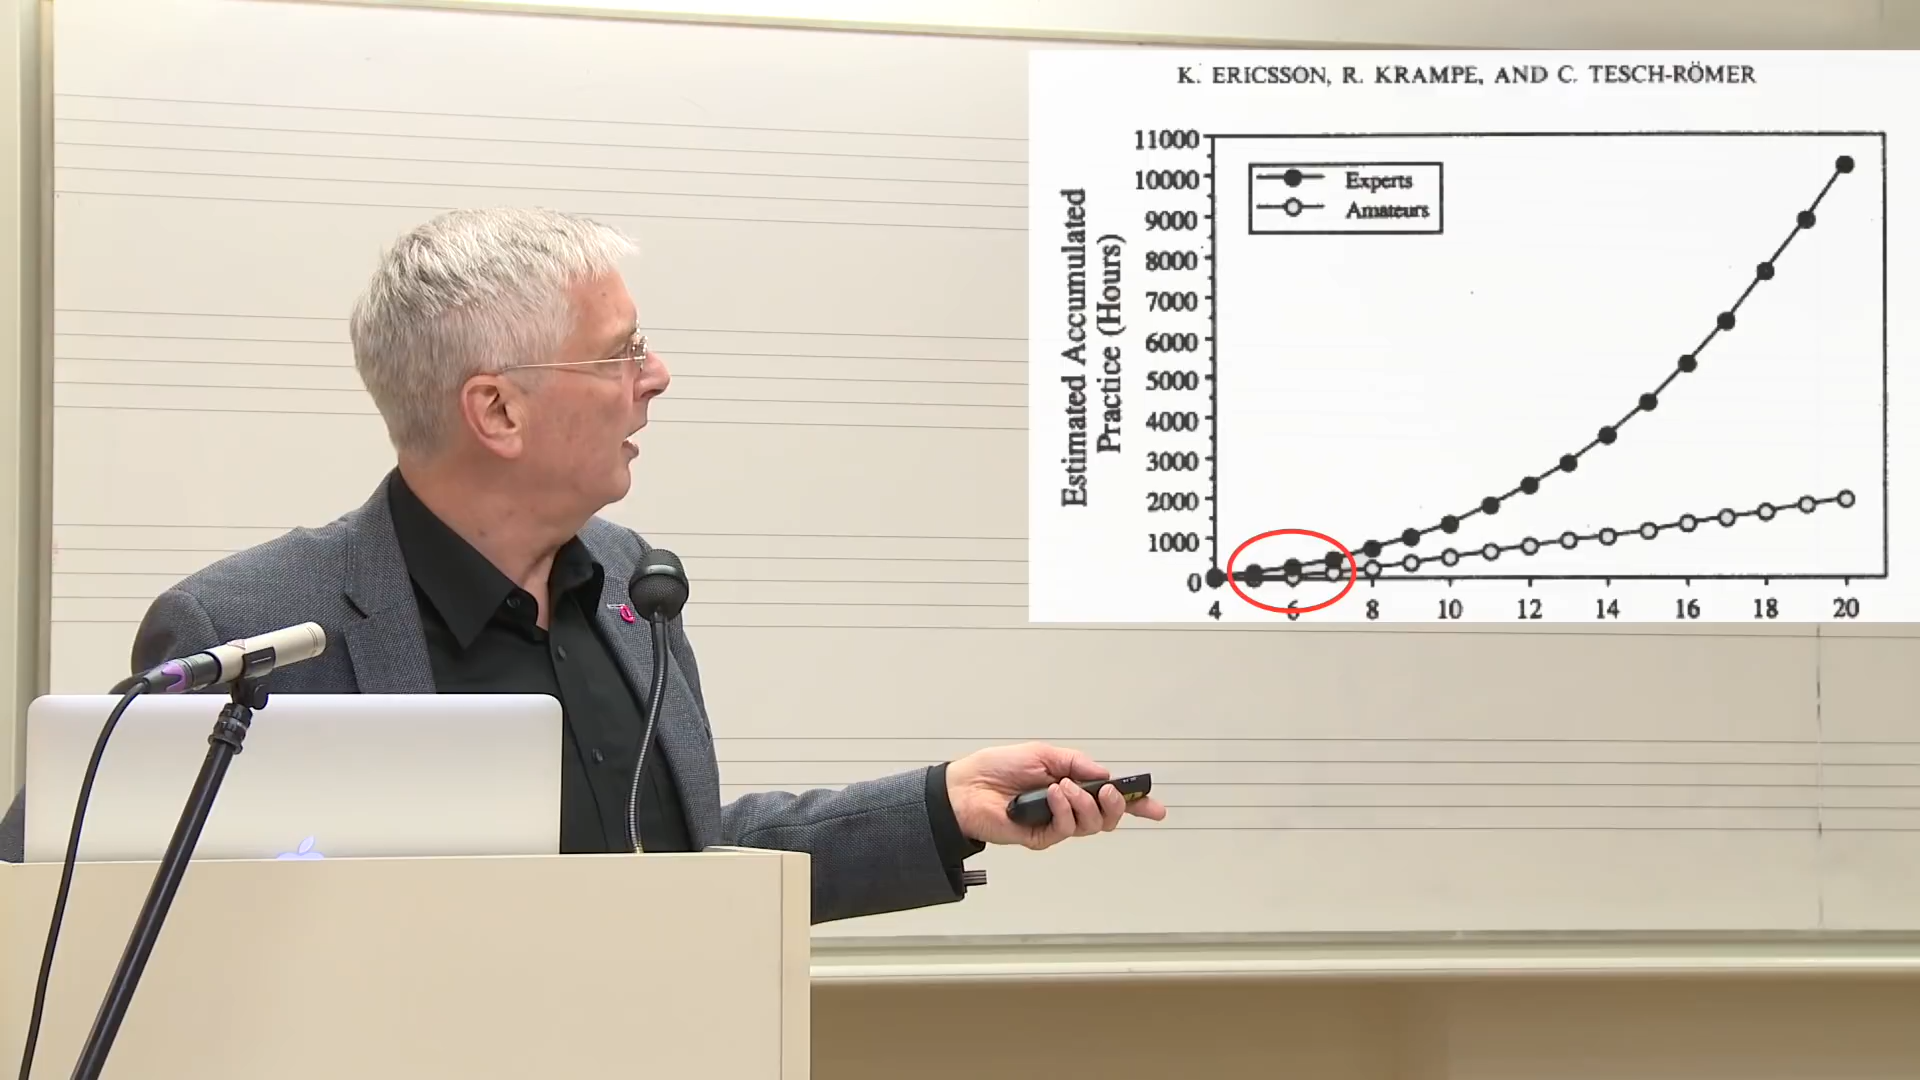 K. ERICSSON, R. KRAMPE, AND C. TESCH-RÖMER
11000
10000
9000
8000
7000
6000
5000
4000
3000
2000
1000
0
Estimated Accumulated
Practice (Hours)
Experts
Amateurs
4 6 8 10 12 14 16 18 20